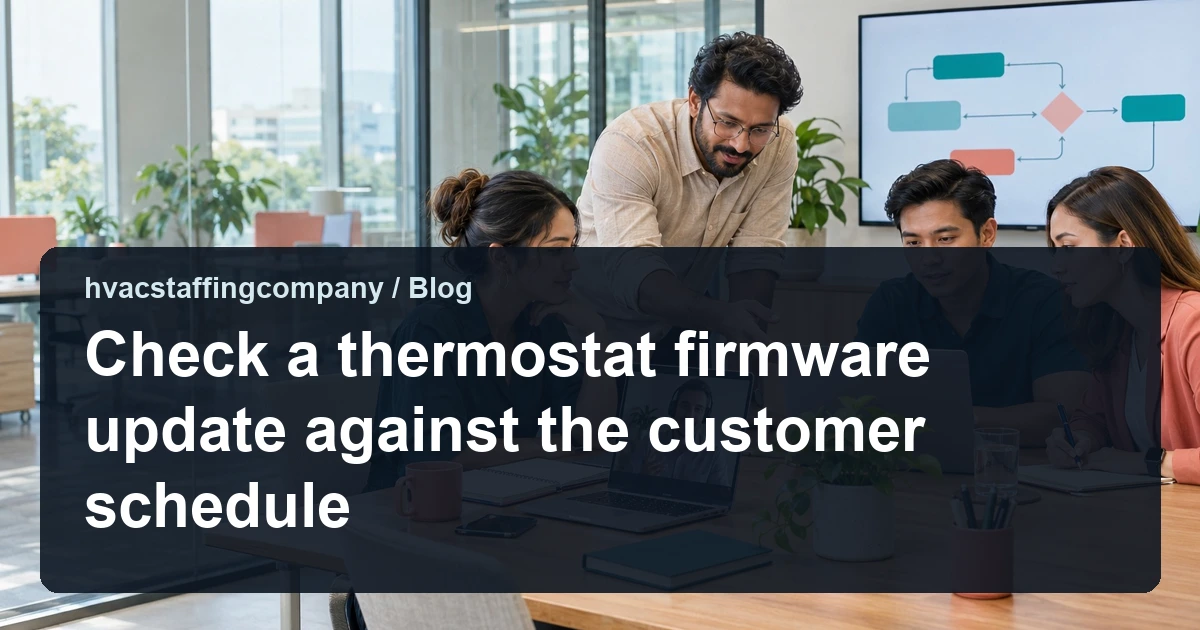 hvacstaffingcompany / Blog
Check a thermostat firmware
update against the customer
schedule